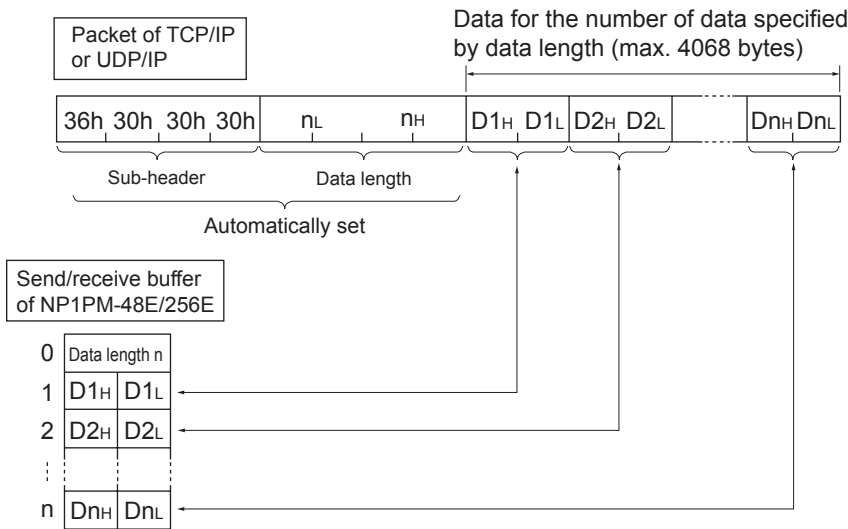 Packet of TCP/IP
or UDP/IP
Data for the number of data specified
by data length (max. 4068 bytes)
36h 30h 30h 30h nL nH D1H D1L D2H D2L DnH DnL
Sub-header Data length
Automatically set
Send/receive buffer
of NP1PM-48E/256E
0 Data length n
1 D1H D1L
2 D2H D2L
n DnH DnL